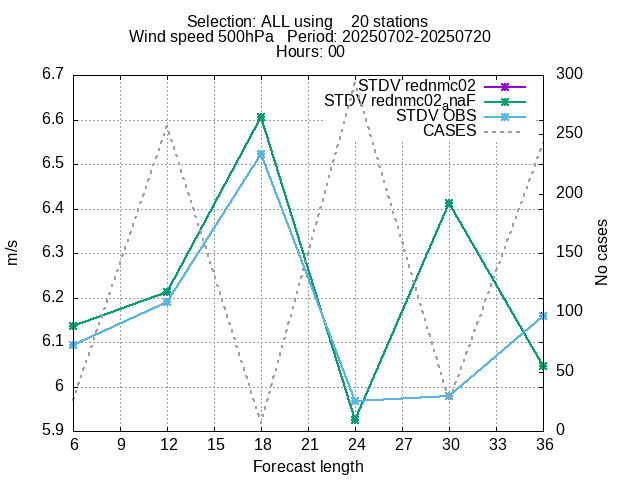 Selection: ALL using    20 stations
Wind speed 500hPa   Period: 20250702-20250720
Hours: 00
STDV rednmc02
STDV rednmc02anaF
STDV OBS
CASES
6.7
6.6
6.5
6.4
6.3
6.2
6.1
6
5.9
300
250
200
150
100
50
0
m/s
No cases
6 9 12 15 18 21 24 27 30 33 36
Forecast length